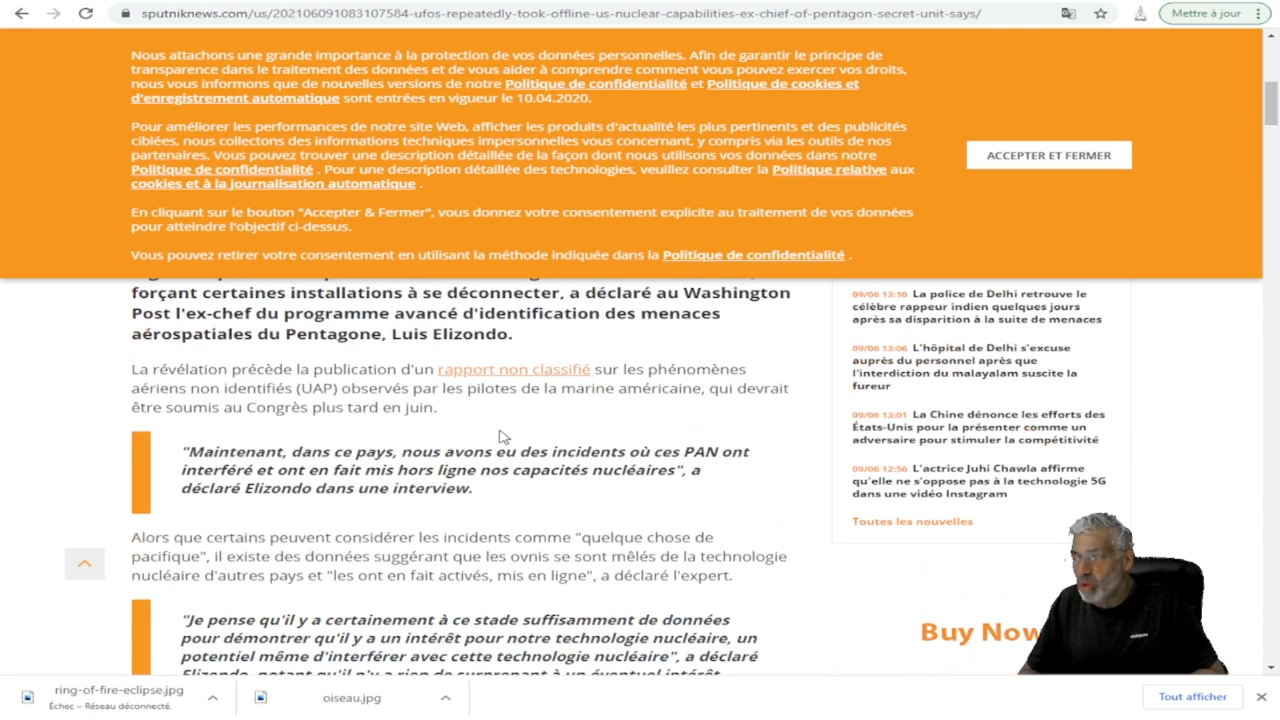 sputniknews.com/us/202106091083107584-ufos-repeatedly-took-offline-us-nuclear-capabilities-ex-chief-of-pentagon-secret-unit-says/
Mettre à jour
Nous attachons une grande importance à la protection de vos données personnelles. Afin de garantir le principe de
transparence dans le traitement des données et de vous aider à comprendre comment vous pouvez exercer vos droits,
nous vous informons que de nouvelles versions de notre Politique de confidentialité et Politique de cookies et
d'enregistrement automatique sont entrées en vigueur le 10.04.2020.
Pour améliorer les performances de notre site Web, afficher les produits d'actualité les plus pertinents et des publicités
ciblées, nous collectons des informations techniques impersonnelles vous concernant, y compris via les outils de nos
partenaires. Vous pouvez trouver une description détaillée de la façon dont nous utilisons vos données dans notre
Politique de confidentialité . Pour une description détaillée des technologies, veuillez consulter la Politique relative aux
cookies et à la journalisation automatique .
En cliquant sur le bouton "Accepter & Fermer", vous donnez votre consentement explicite au traitement de vos données
pour atteindre l'objectif ci-dessus.
Vous pouvez retirer votre consentement en utilisant la méthode indiquée dans la Politique de confidentialité .
ACCEPTER ET FERMER
forçant certaines installations à se déconnecter, a déclaré au Washington
Post l'ex-chef du programme avancé d'identification des menaces
aérospatiales du Pentagone, Luis Elizondo.
La révélation précède la publication d'un rapport non classifié sur les phénomènes
aériens non identifiés (UAP) observés par les pilotes de la marine américaine, qui devrait
être soumis au Congrès plus tard en juin.
"Maintenant, dans ce pays, nous avons eu des incidents où ces PAN ont
interféré et ont en fait mis hors ligne nos capacités nucléaires", a
déclaré Elizondo dans une interview.
Alors que certains peuvent considérer les incidents comme "quelque chose de
pacifique", il existe des données suggérant que les ovnis se sont mêlés de la technologie
nucléaire d'autres pays et "les ont en fait activés, mis en ligne", a déclaré l'expert.
"Je pense qu'il y a certainement à ce stade suffisamment de données
pour démontrer qu'il y a un intérêt pour notre technologie nucléaire, un
potentiel même d'interférer avec cette technologie nucléaire", a déclaré
Elizondo, notant qu'il n'y a rien de surprenant à un éventuel intérêt
09/06 13:10 La police de Delhi retrouve le
célèbre rappeur indien quelques jours
après sa disparition à la suite de menaces
09/06 13:06 L'hôpital de Delhi s'excuse
auprès du personnel après que
l'interdiction du malayalam suscite la
fureur
09/06 13:01 La Chine dénonce les efforts des
États-Unis pour la présenter comme un
adversaire pour stimuler la compétitivité
09/06 12:56 L'actrice Juhi Chawla affirme
qu'elle ne s'oppose pas à la technologie 5G
dans une vidéo Instagram
Toutes les nouvelles
Buy Now
ring-of-fire-eclipse.jpg
Échec – Réseau déconnecté.
oiseau.jpg
Tout afficher